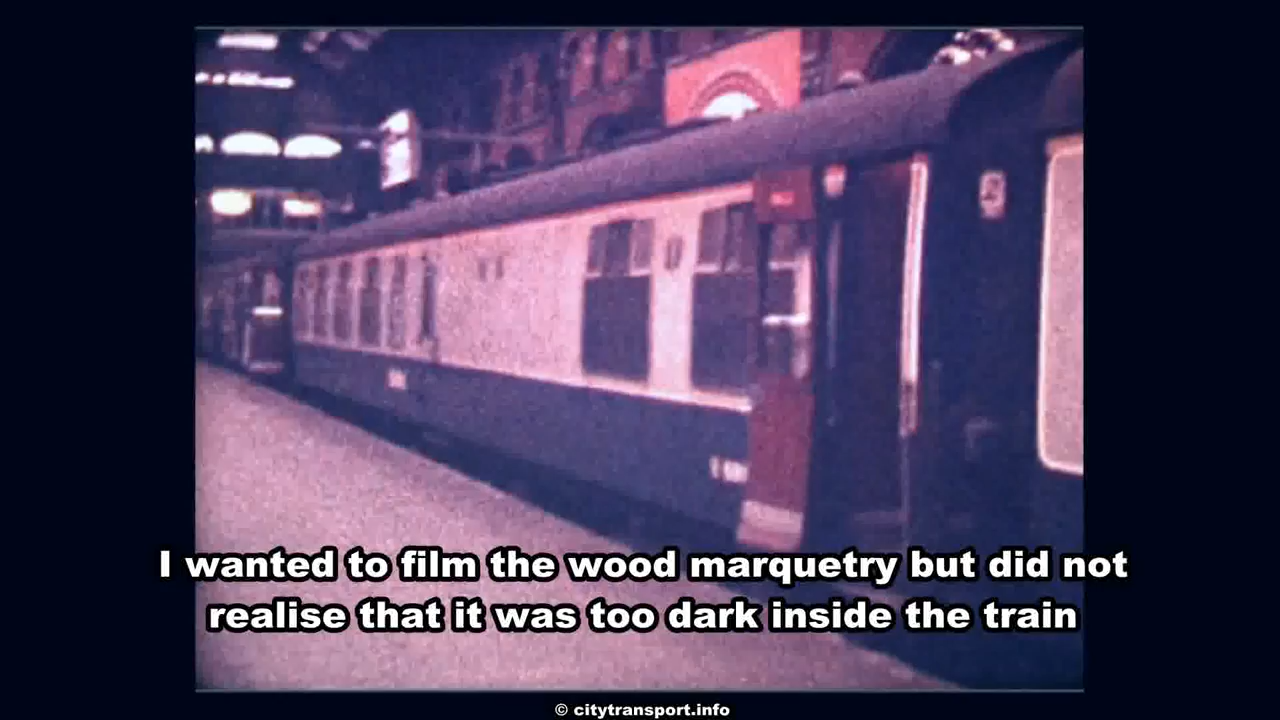 I wanted to film the wood marquetry but did not
realise that it was too dark inside the train
© citytransport.info